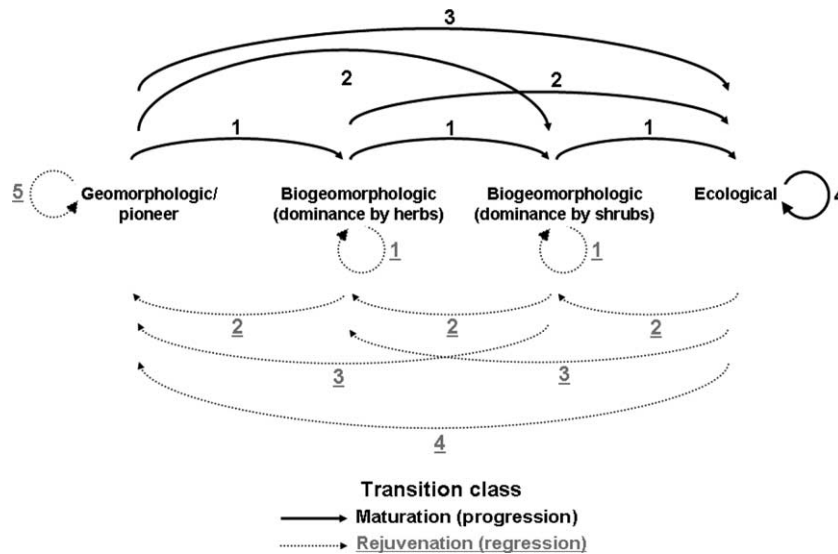 3
2
2
1
1
1
5
Geomorphologic/
pioneer
Biogeomorphologic
(dominance by herbs)
Biogeomorphologic
(dominance by shrubs)
Ecological
4
1
1
2
2
2
3
3
4
Transition class
Maturation (progression)
Rejuvenation (regression)